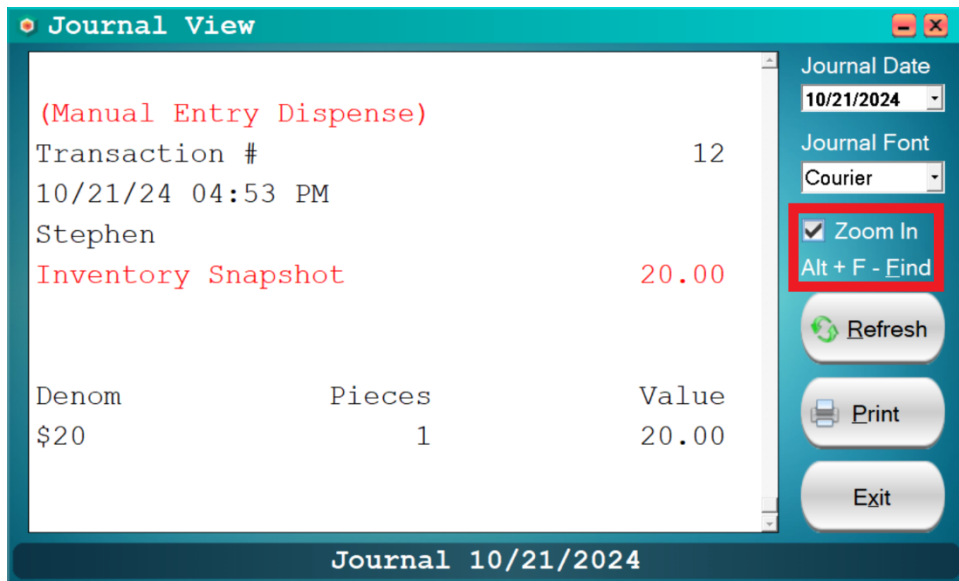 Journal View
(Manual Entry Dispense)
Transaction # 12
10/21/24 04:53 PM
Stephen
Inventory Snapshot 20.00
Denom Pieces Value
$20 1 20.00
Journal Date
10/21/2024
Journal Font
Courier
Zoom In
Alt + F - Find
Refresh
Print
Exit
Journal 10/21/2024